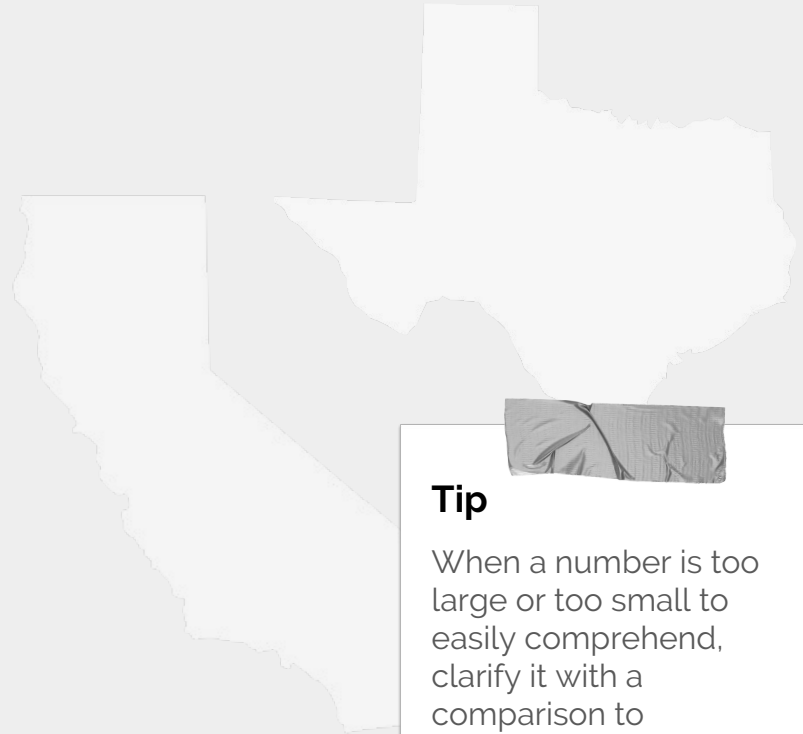 Tip
When a number is too
large or too small to
easily comprehend,
clarify it with a
comparison to